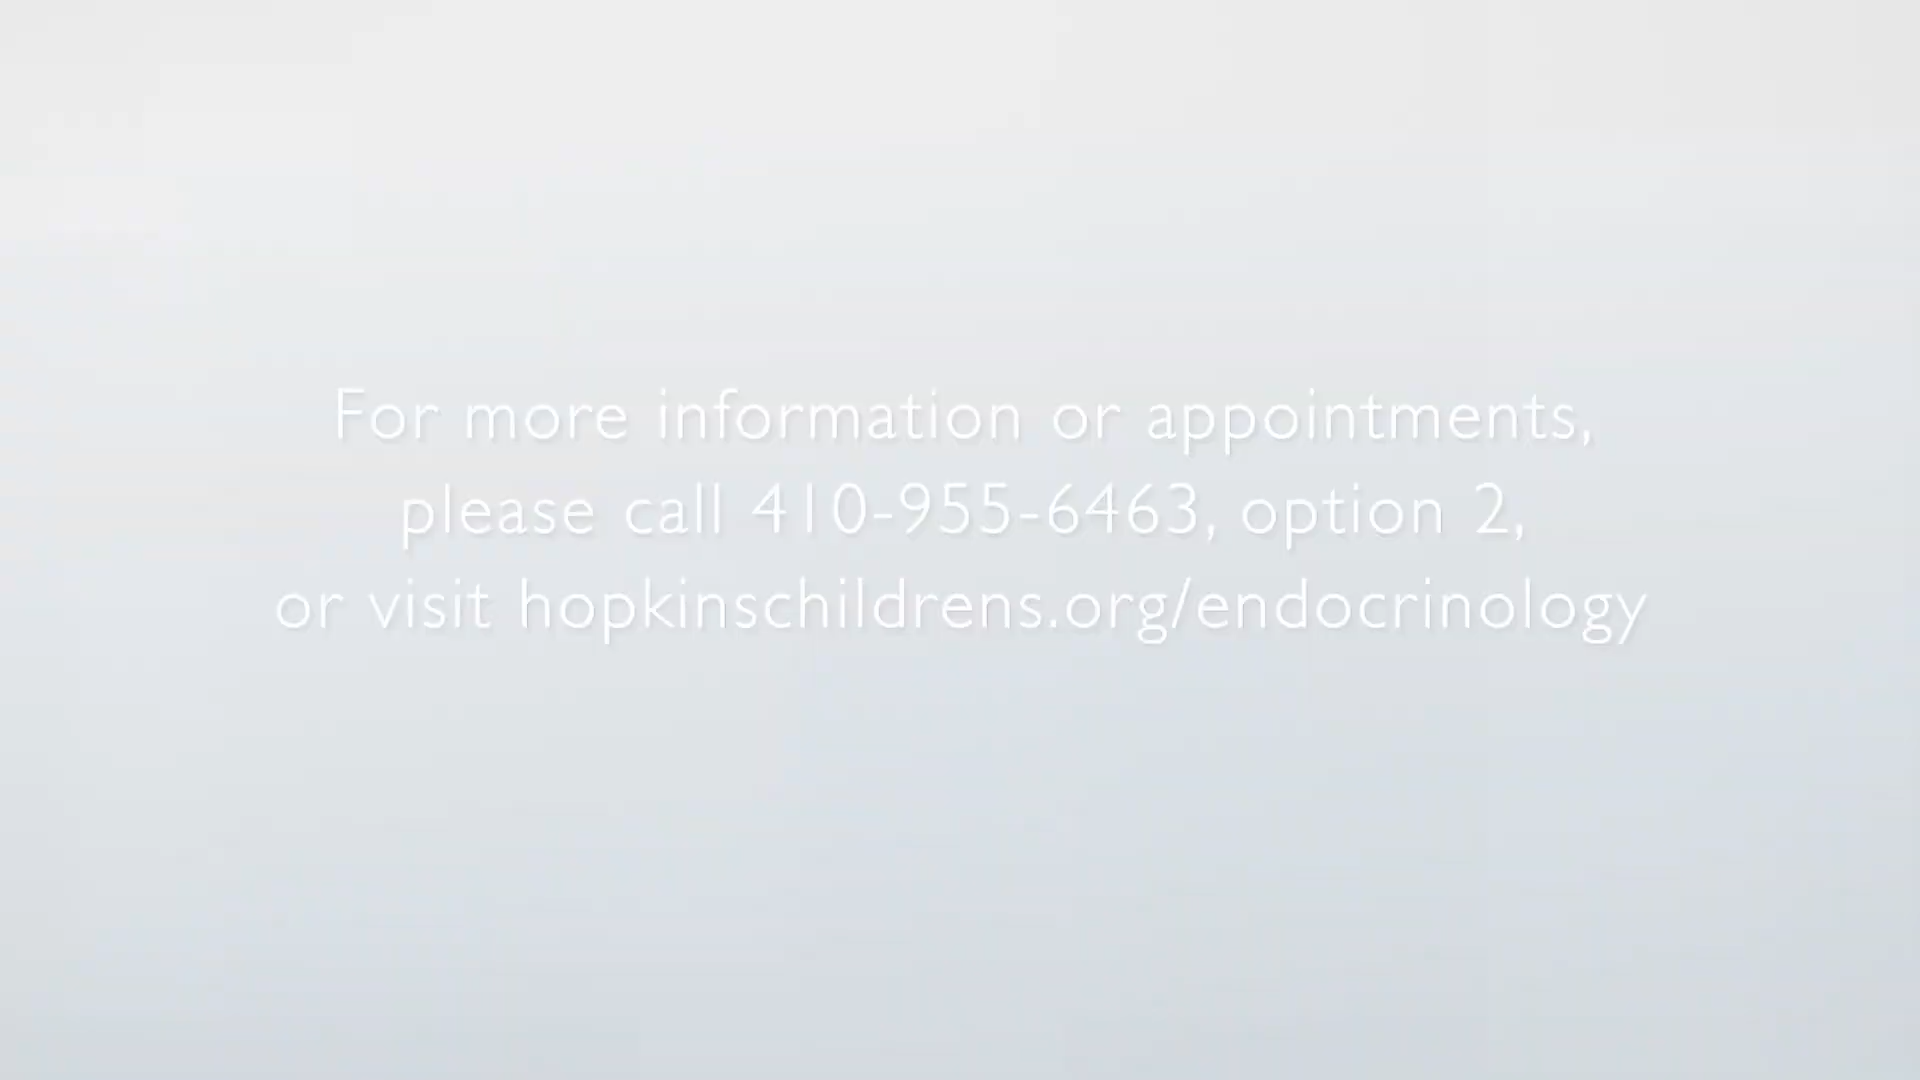 For more information or appointments,
please call 410-955-6463, option 2,
or visit hopkinschildrens.org/endocrinology